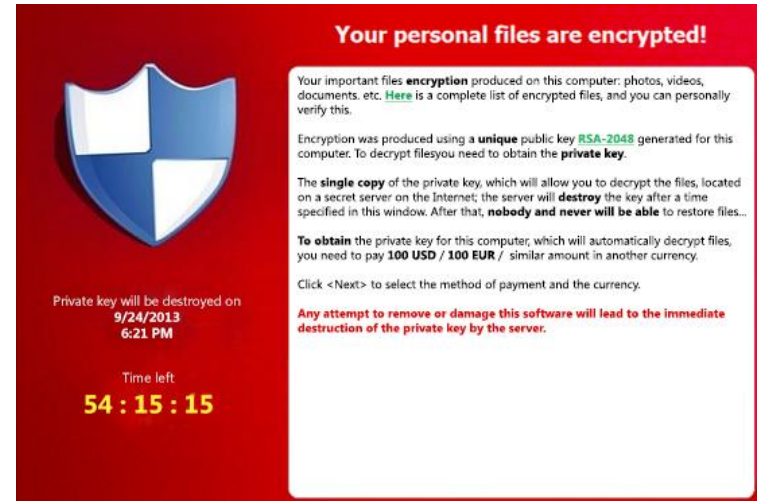 Your personal files are encrypted!
Your important files encryption produced on this computer: photos, videos,
documents. etc. Here is a complete list of encrypted files, and you can personally
verify this.
Encryption was produced using a unique public key RSA-2048 generated for this
computer. To decrypt filesyou need to obtain the private key.
The single copy of the private key, which will allow you to decrypt the files, located
on a secret server on the Internet; the server will destroy the key after a time
specified in this window. After that, nobody and never will be able to restore files...
To obtain the private key for this computer, which will automatically decrypt files,
you need to pay 100 USD / 100 EUR / similar amount in another currency.
Click <Next> to select the method of payment and the currency.
Any attempt to remove or damage this software will lead to the immediate
destruction of the private key by the server.
Private key will be destroyed on
9/24/2013
6:21 PM
Time left
54 : 15 : 15